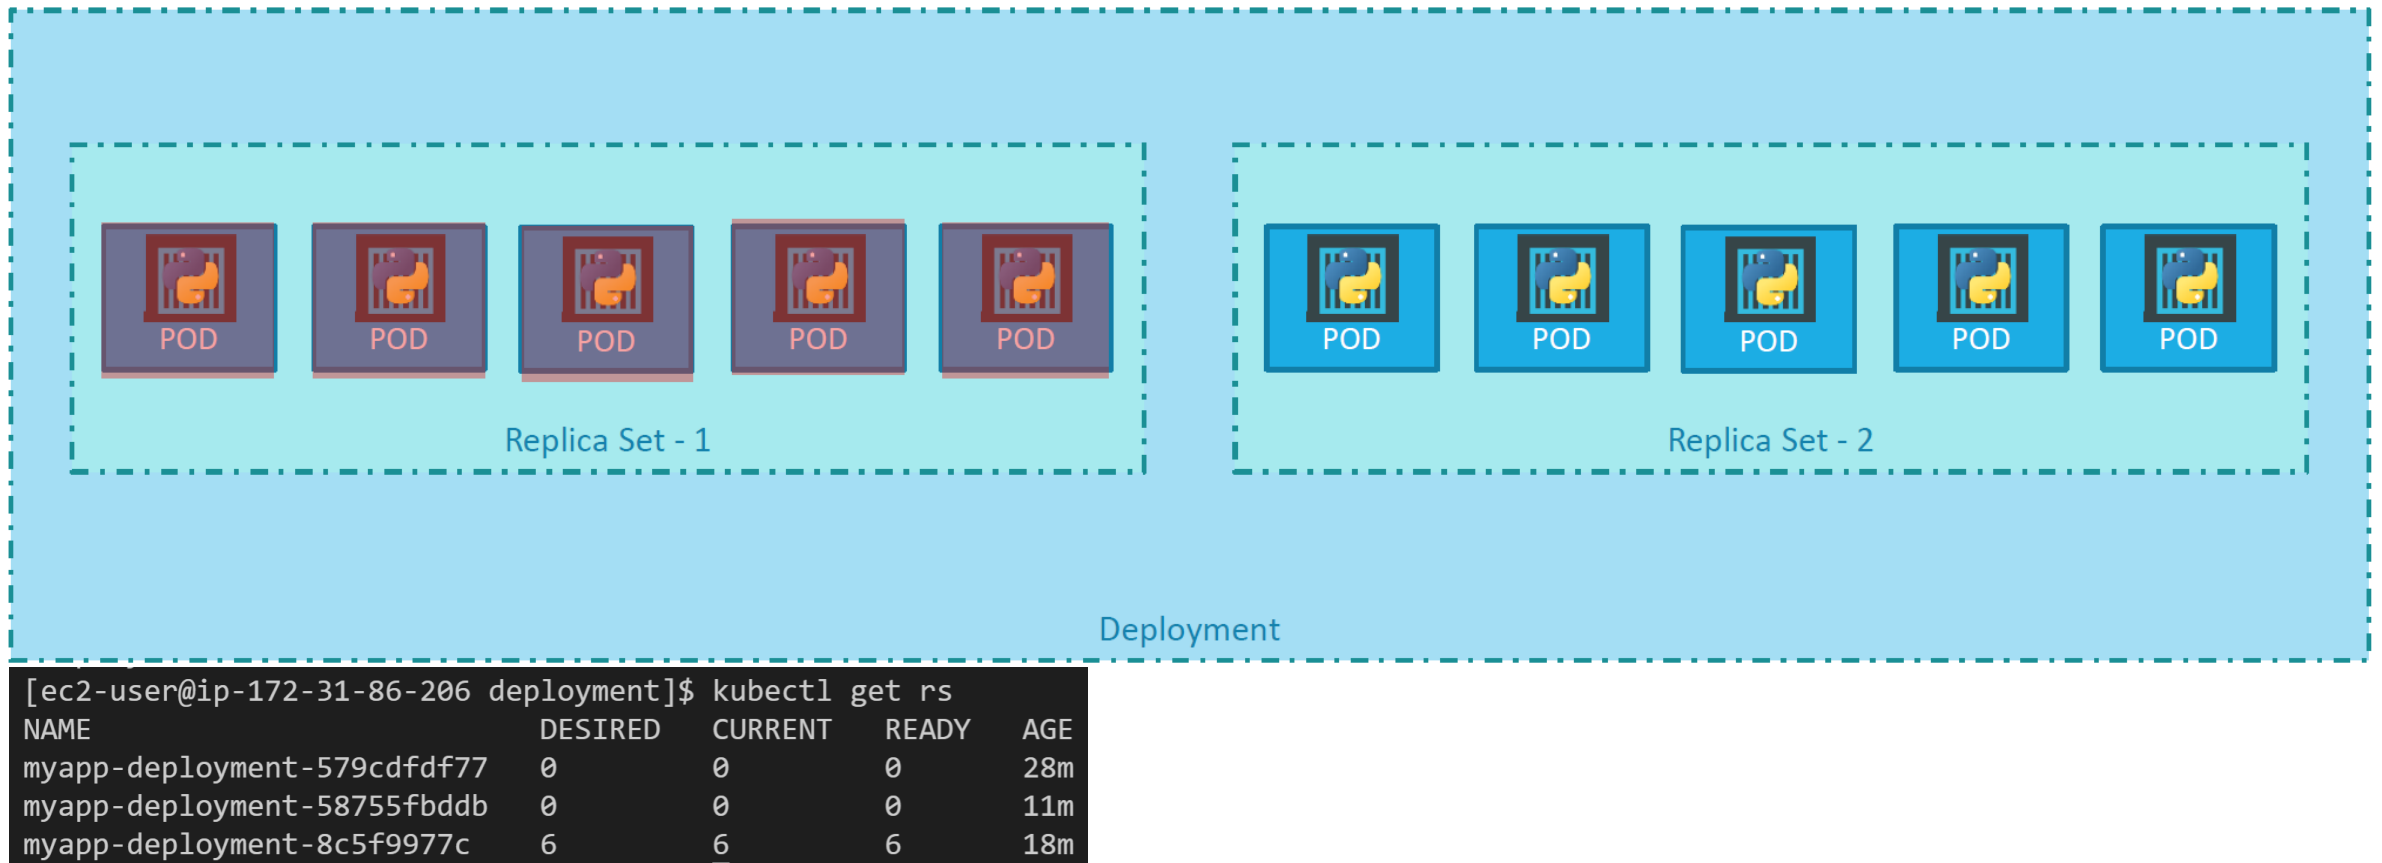 POD POD POD POD POD POD POD POD POD POD
Replica Set - 1 Replica Set - 2
Deployment
[ec2-user@ip-172-31-86-206 deployment]$ kubectl get rs
NAME DESIRED CURRENT READY AGE
myapp-deployment-579cdfdf77 0 0 0 28m
myapp-deployment-58755fbddb 0 0 0 11m
myapp-deployment-8c5f9977c 6 6 6 18m